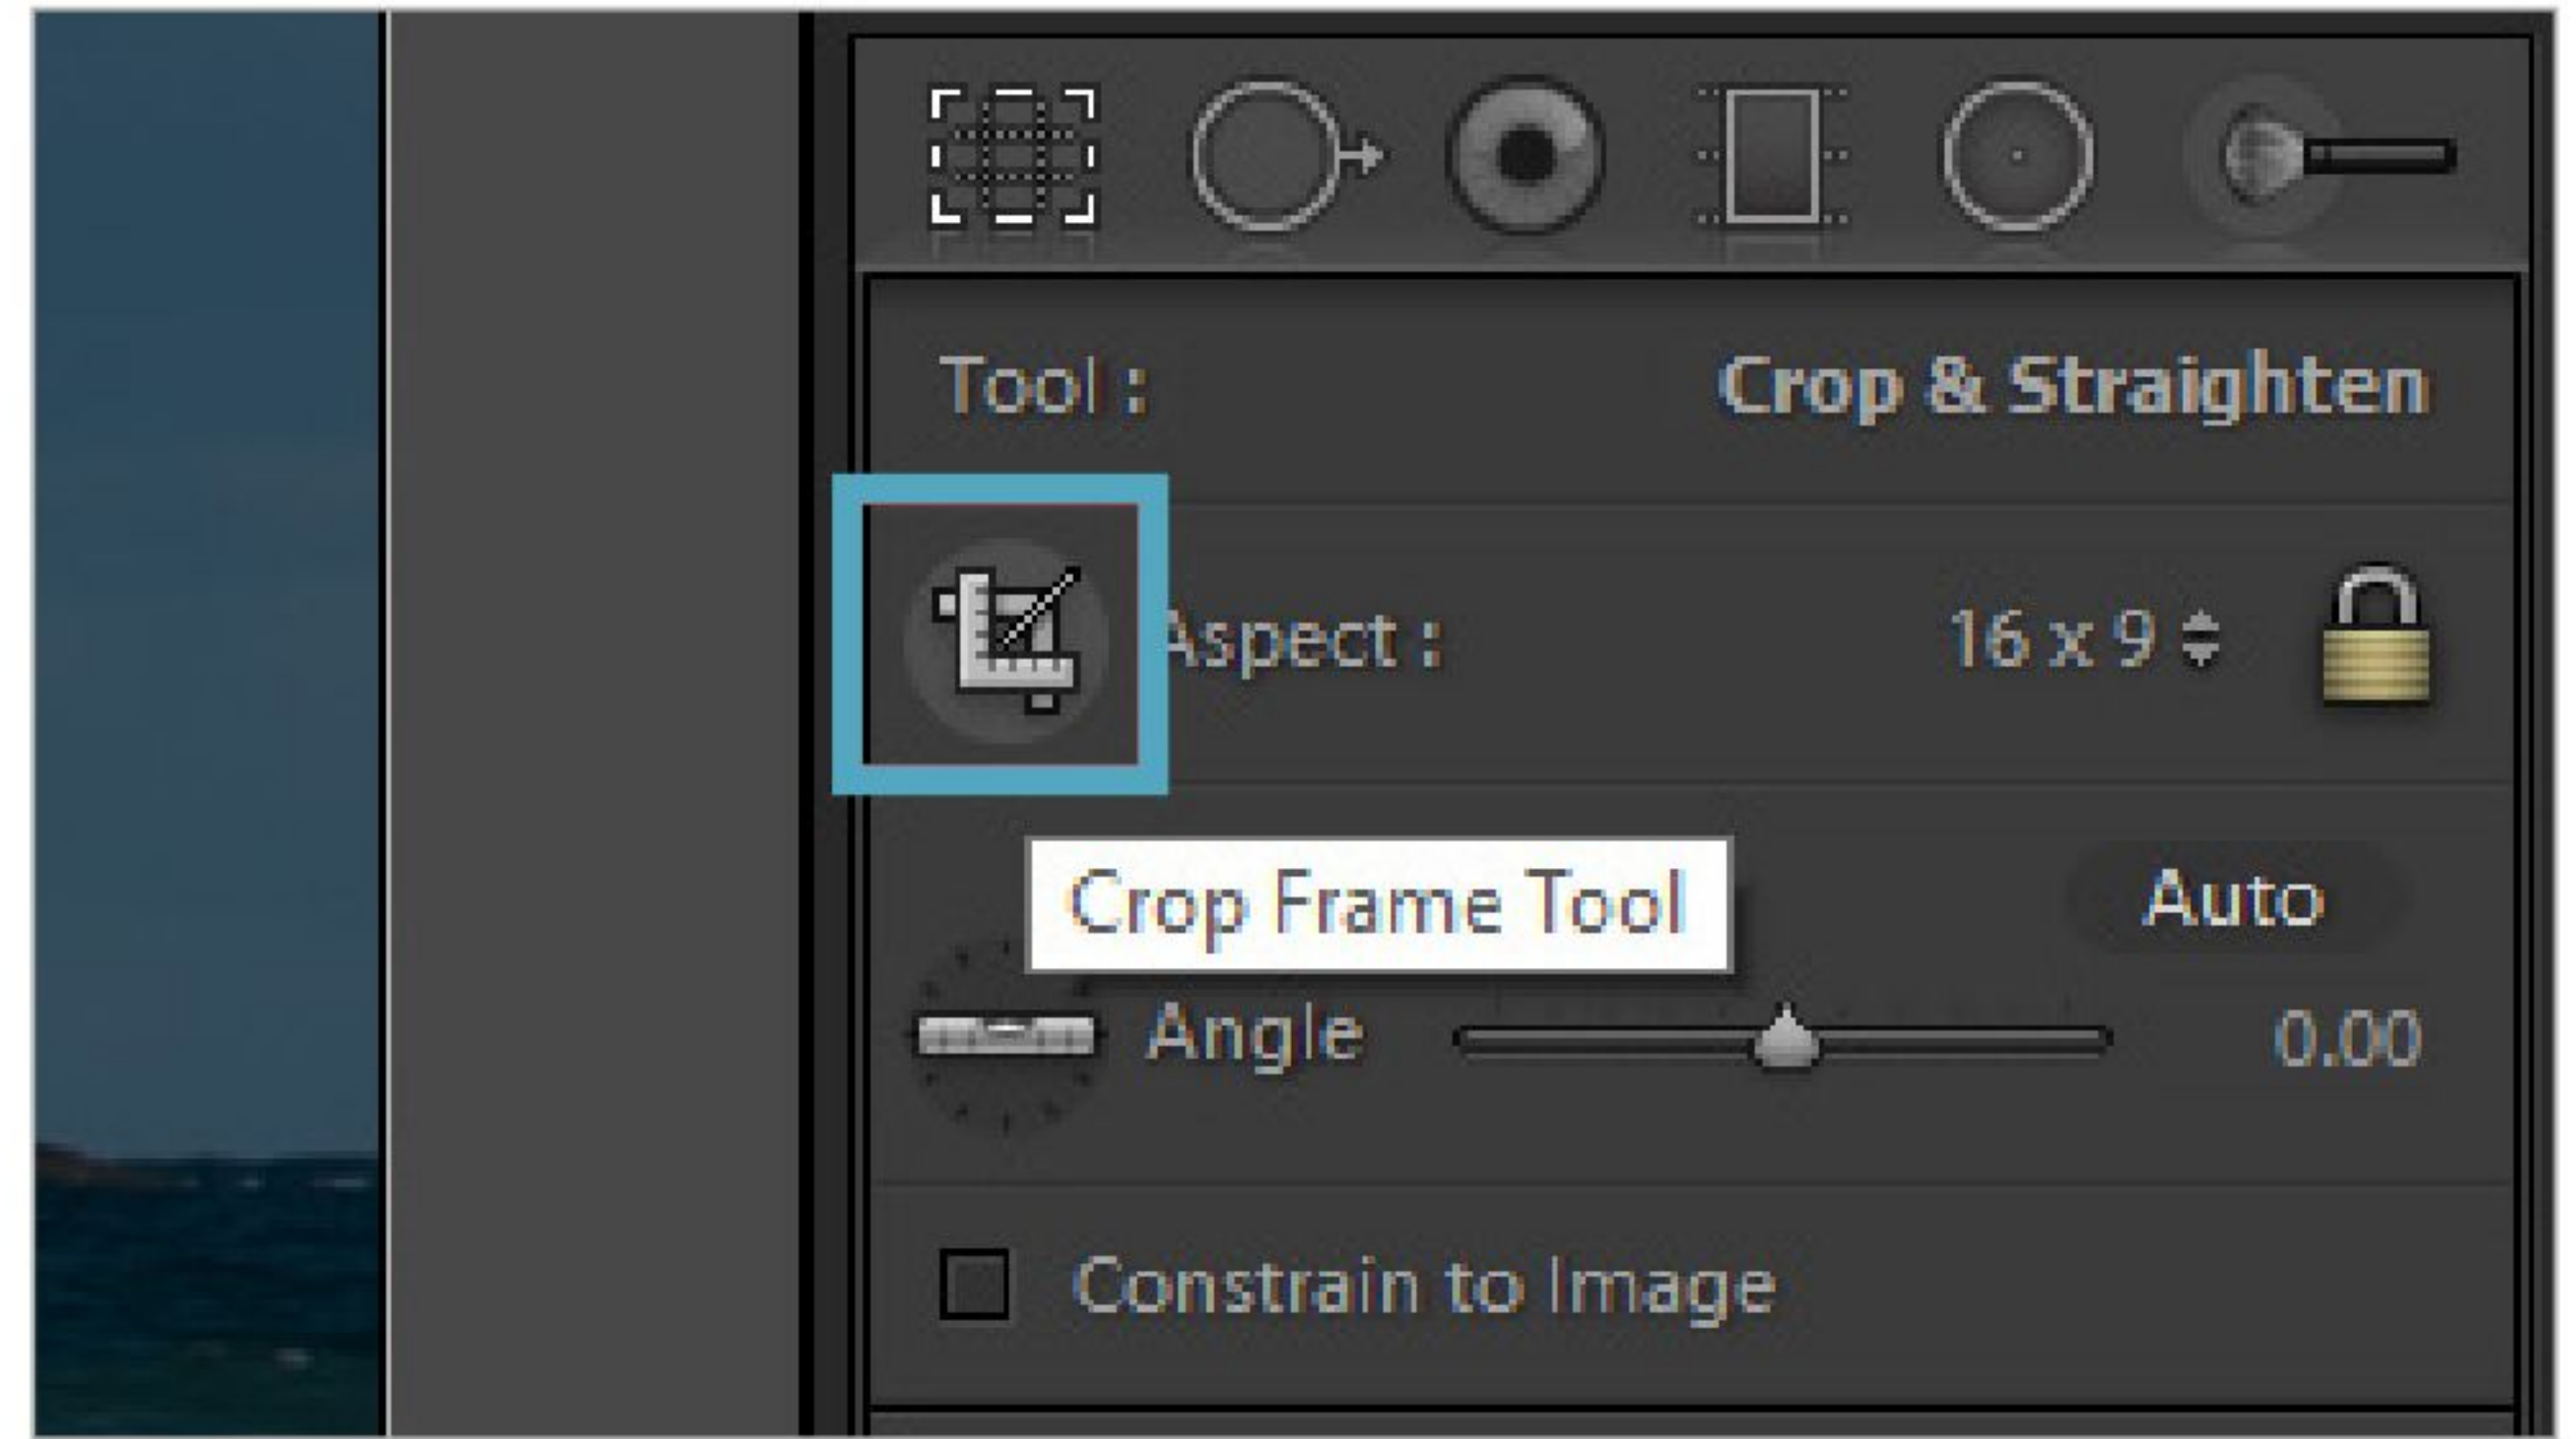 Tool : Crop & Straighten
Aspect : 16 x 9
Crop Frame Tool
Auto
Angle 0.00
Constrain to Image